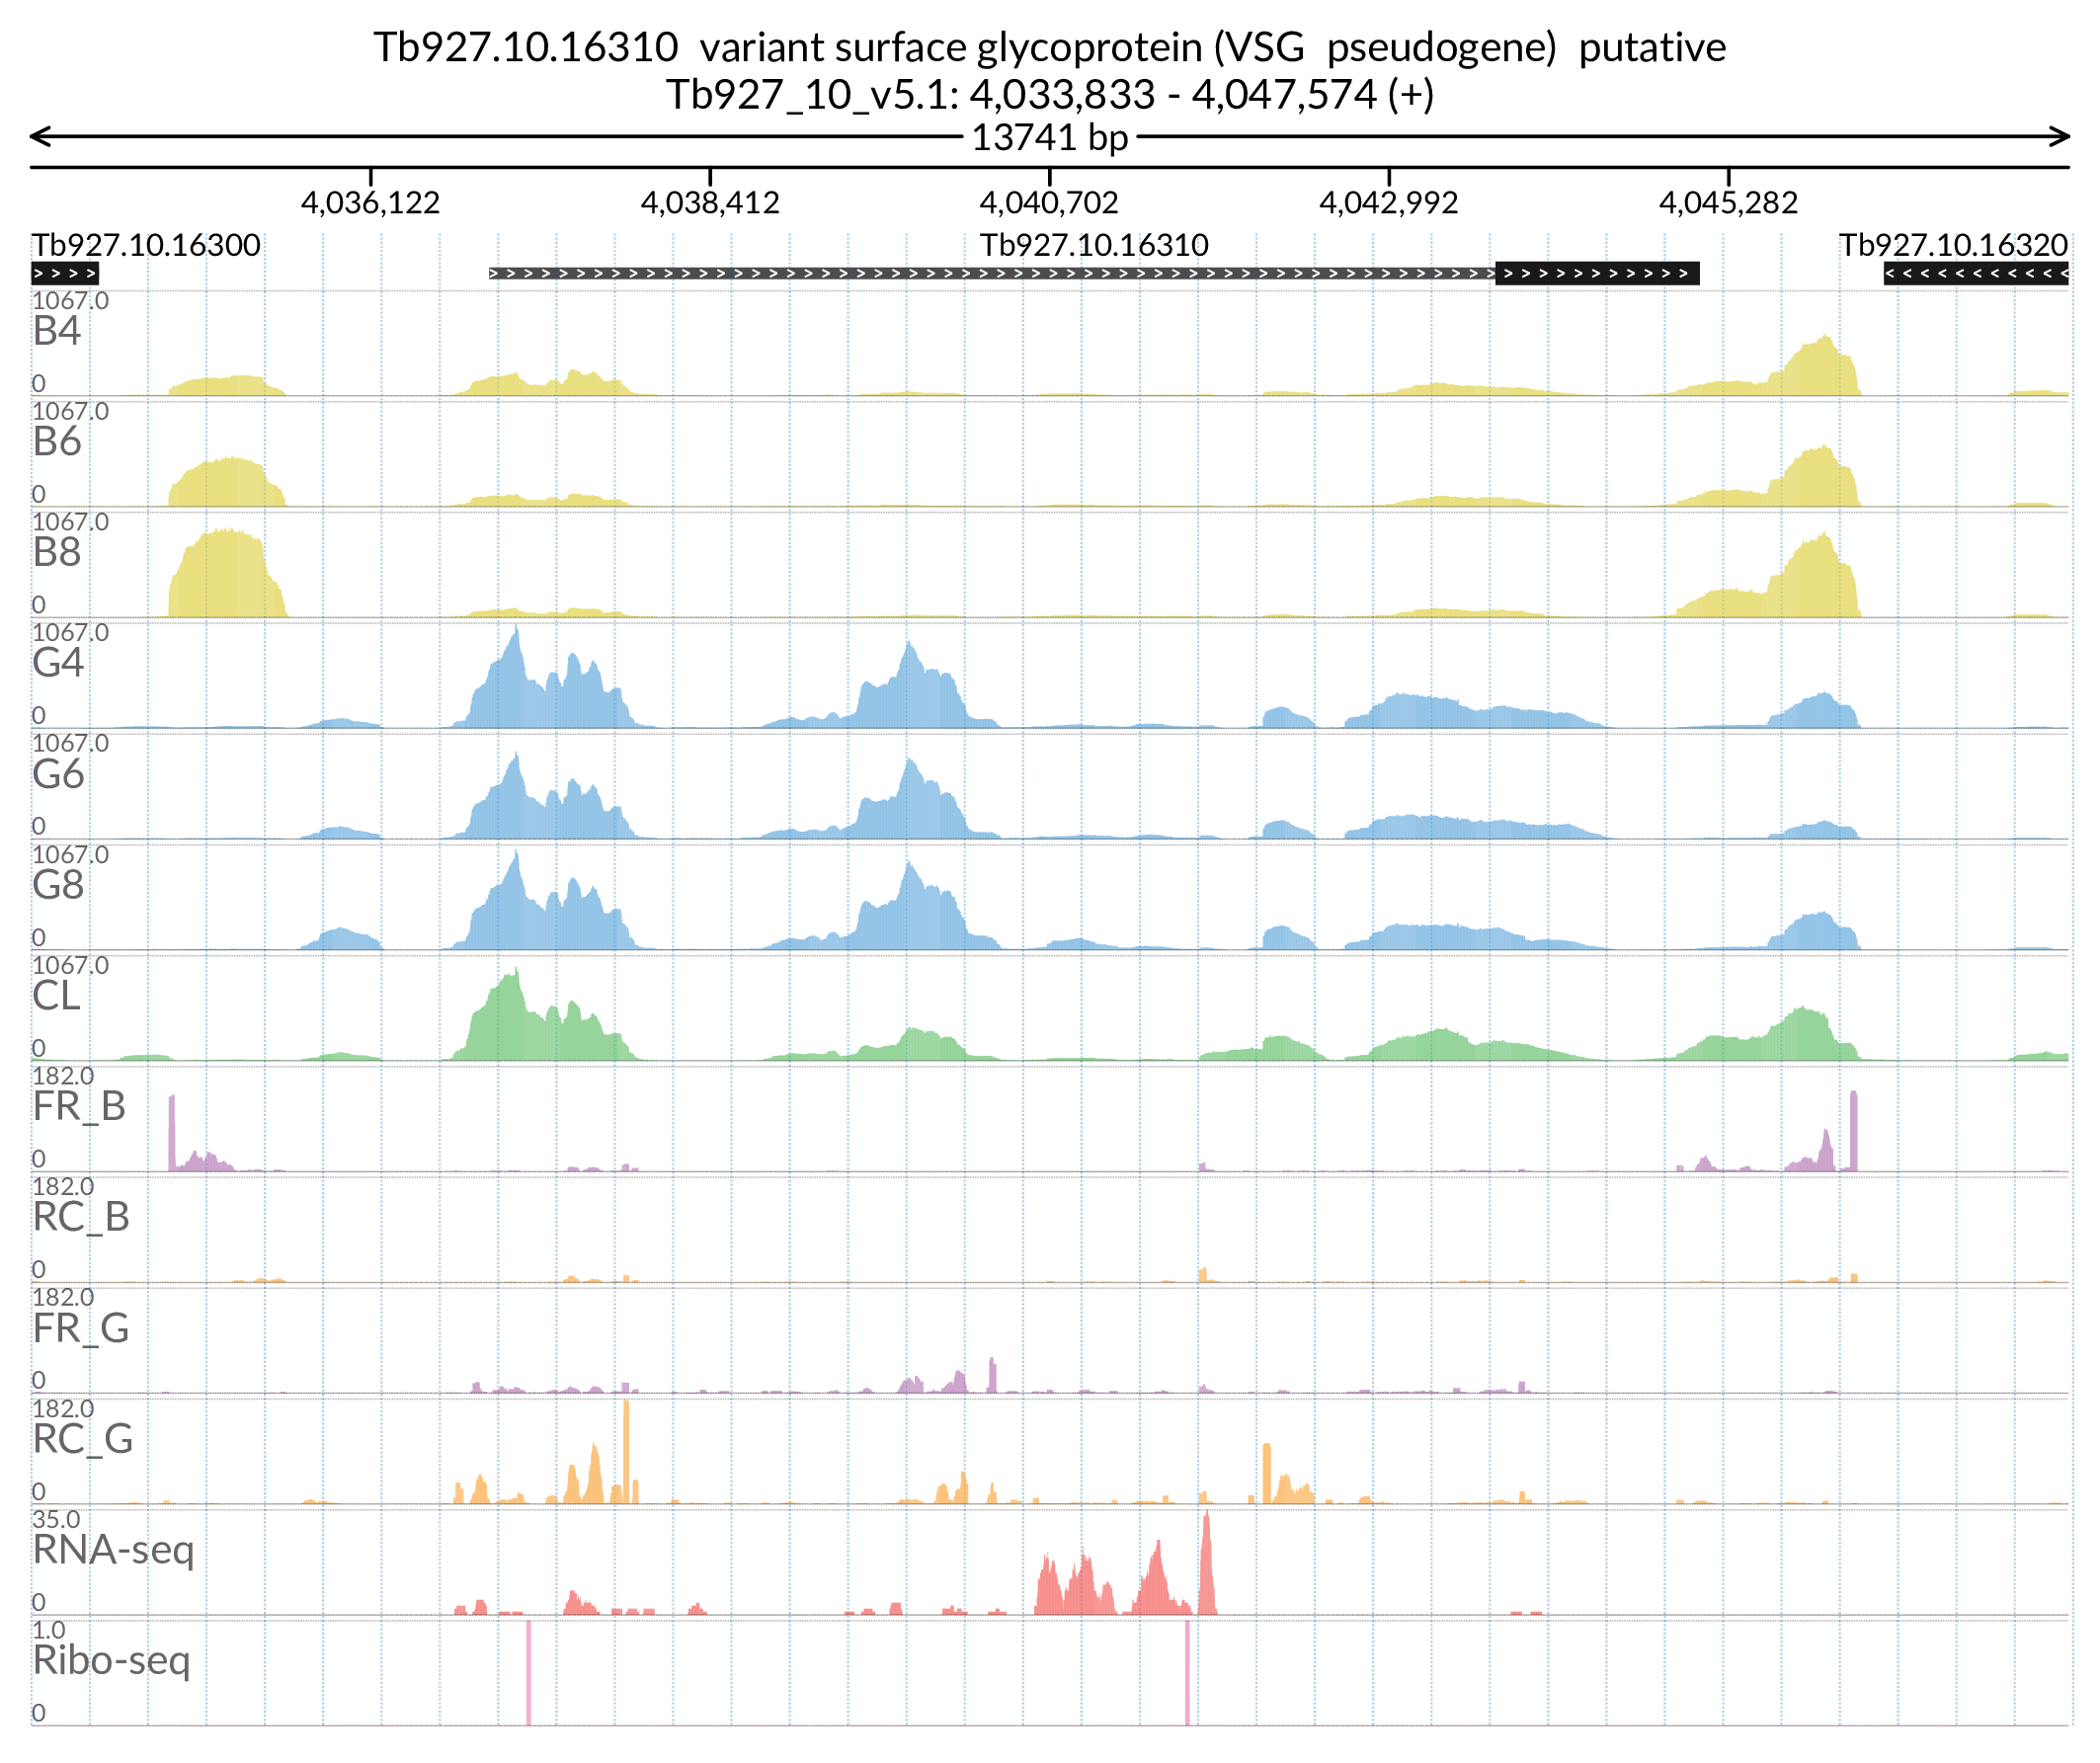 Tb927.10.16310 variant surface glycoprotein (VSG pseudogene) putative
Tb927_10_v5.1: 4,033,833 - 4,047,574 (+)
13741 bp
4,036,122 4,038,412 4,040,702 4,042,992 4,045,282
Tb927.10.16300 Tb927.10.16310 Tb927.10.16320
1067.0
B4
0
1067.0
B6
0
1067.0
B8
0
1067.0
G4
0
1067.0
G6
0
1067.0
G8
0
1067.0
CL
0
182.0
FR_B
0
182.0
RC_B
0
182.0
FR_G
0
182.0
RC_G
0
35.0
RNA-seq
0
1.0
Ribo-seq
0